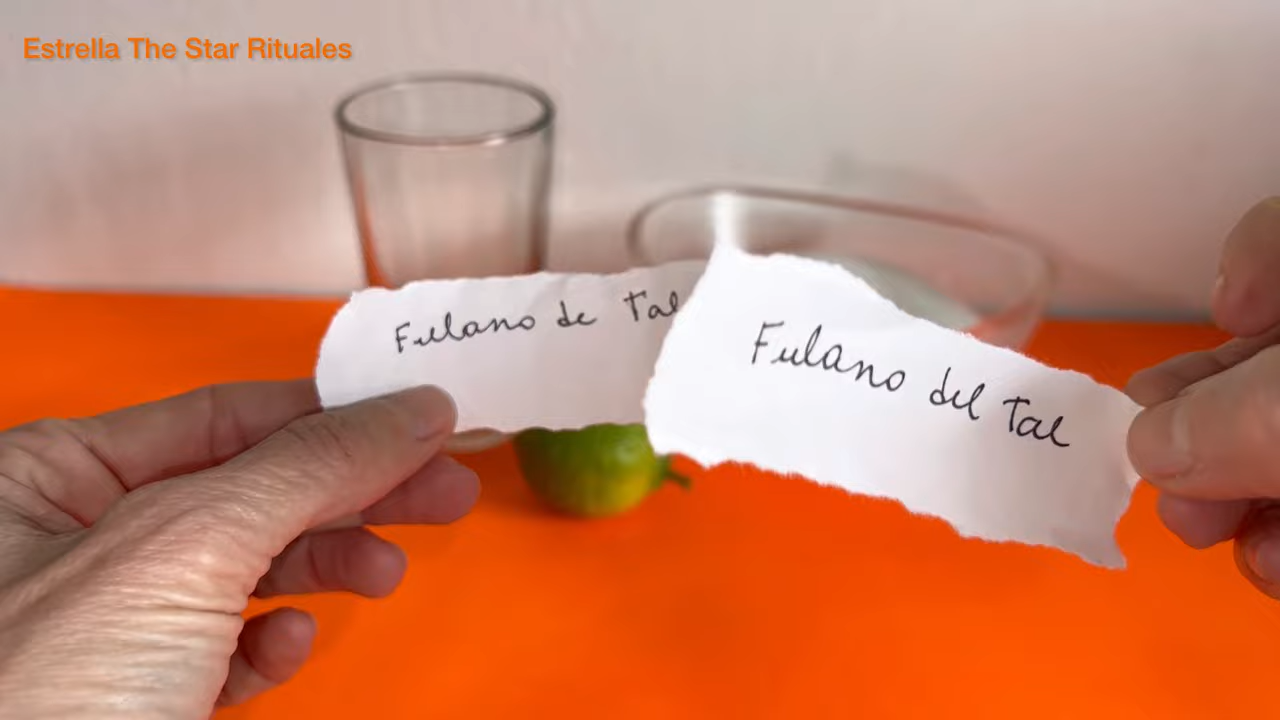 Estrella The Star Rituales
Fulano de Tal
Fulano del Tal